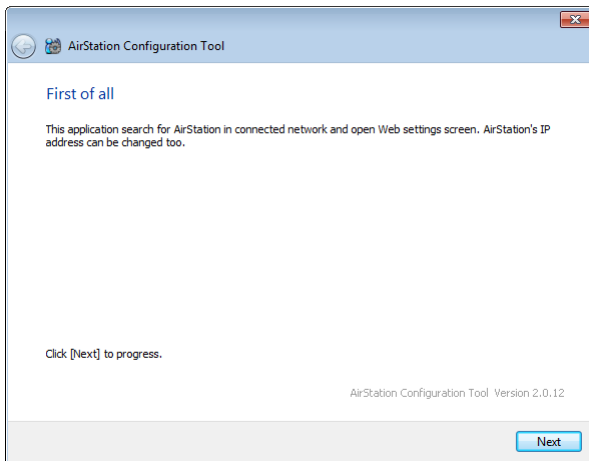 AirStation Configuration Tool
First of all
This application search for AirStation in connected network and open Web settings screen. AirStation's IP
address can be changed too.
Click [Next] to progress.
AirStation Configuration Tool Version 2.0.12
Next